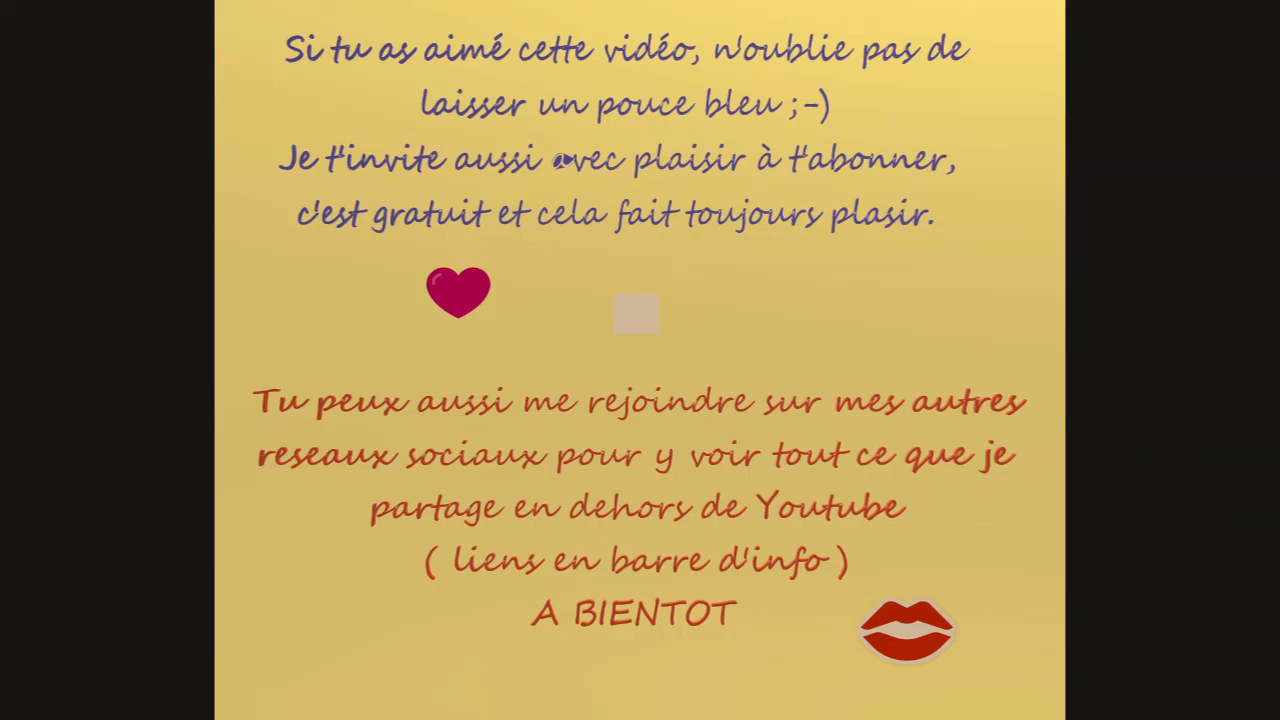 Si tu as aimé cette vidéo, n'oublie pas de
laisser un pouce bleu ;-)
Je t'invite aussi avec plaisir à t'abonner,
c'est gratuit et cela fait toujours plasir.
Tu peux aussi me rejoindre sur mes autres
reseaux sociaux pour y voir tout ce que je
partage en dehors de Youtube
( liens en barre d'info )
A BIENTOT